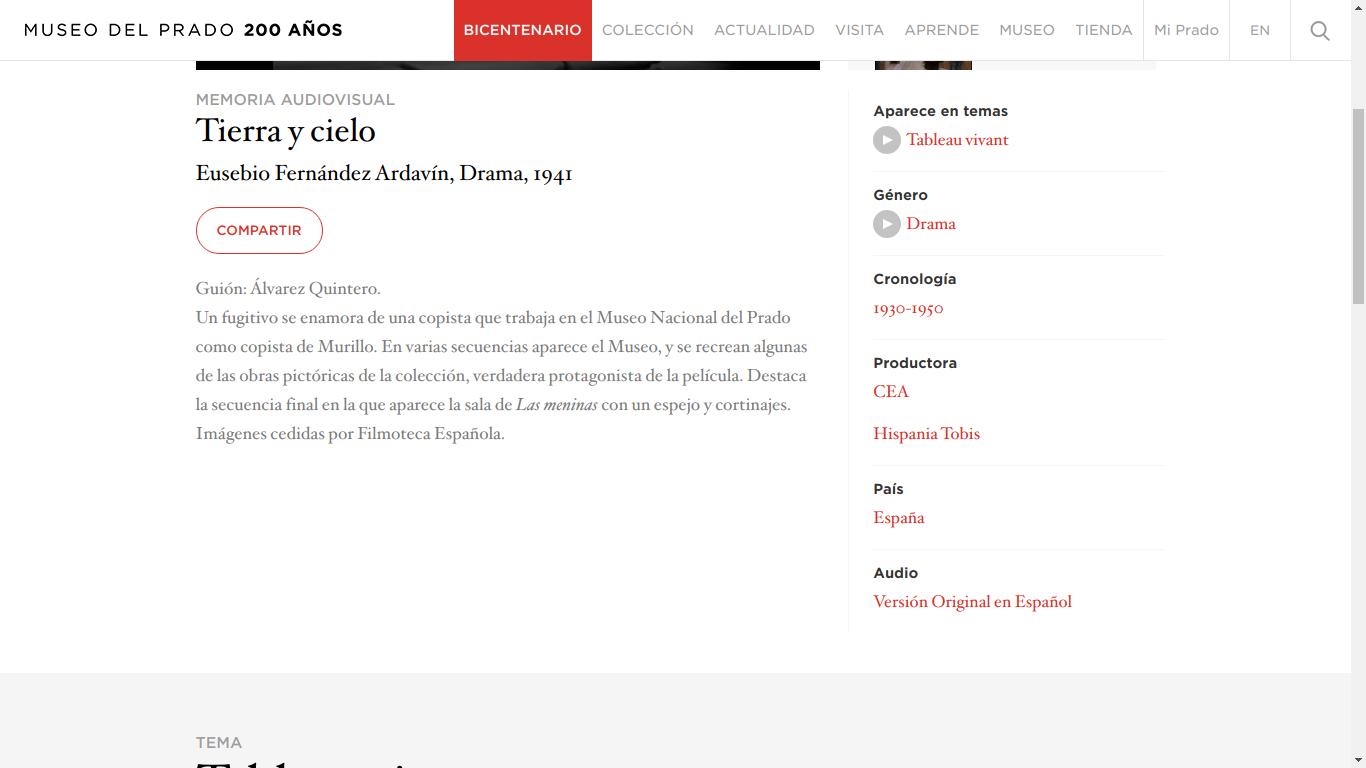 MUSEO DEL PRADO 200 AÑOS
BICENTENARIO COLECCIÓN ACTUALIDAD VISITA APRENDE MUSEO TIENDA Mi Prado EN
MEMORIA AUDIOVISUAL
Tierra y cielo
Eusebio Fernández Ardavín, Drama, 1941
COMPARTIR
Guión: Álvarez Quintero.
Un fugitivo se enamora de una copista que trabaja en el Museo Nacional del Prado
como copista de Murillo. En varias secuencias aparece el Museo, y se recrean algunas
de las obras pictóricas de la colección, verdadera protagonista de la película. Destaca
la secuencia final en la que aparece la sala de Las meninas con un espejo y cortinajes.
Imágenes cedidas por Filmoteca Española.
Aparece en temas
Tableau vivant
Género
Drama
Cronología
1930-1950
Productora
CEA
Hispania Tobis
País
España
Audio
Versión Original en Español
TEMA